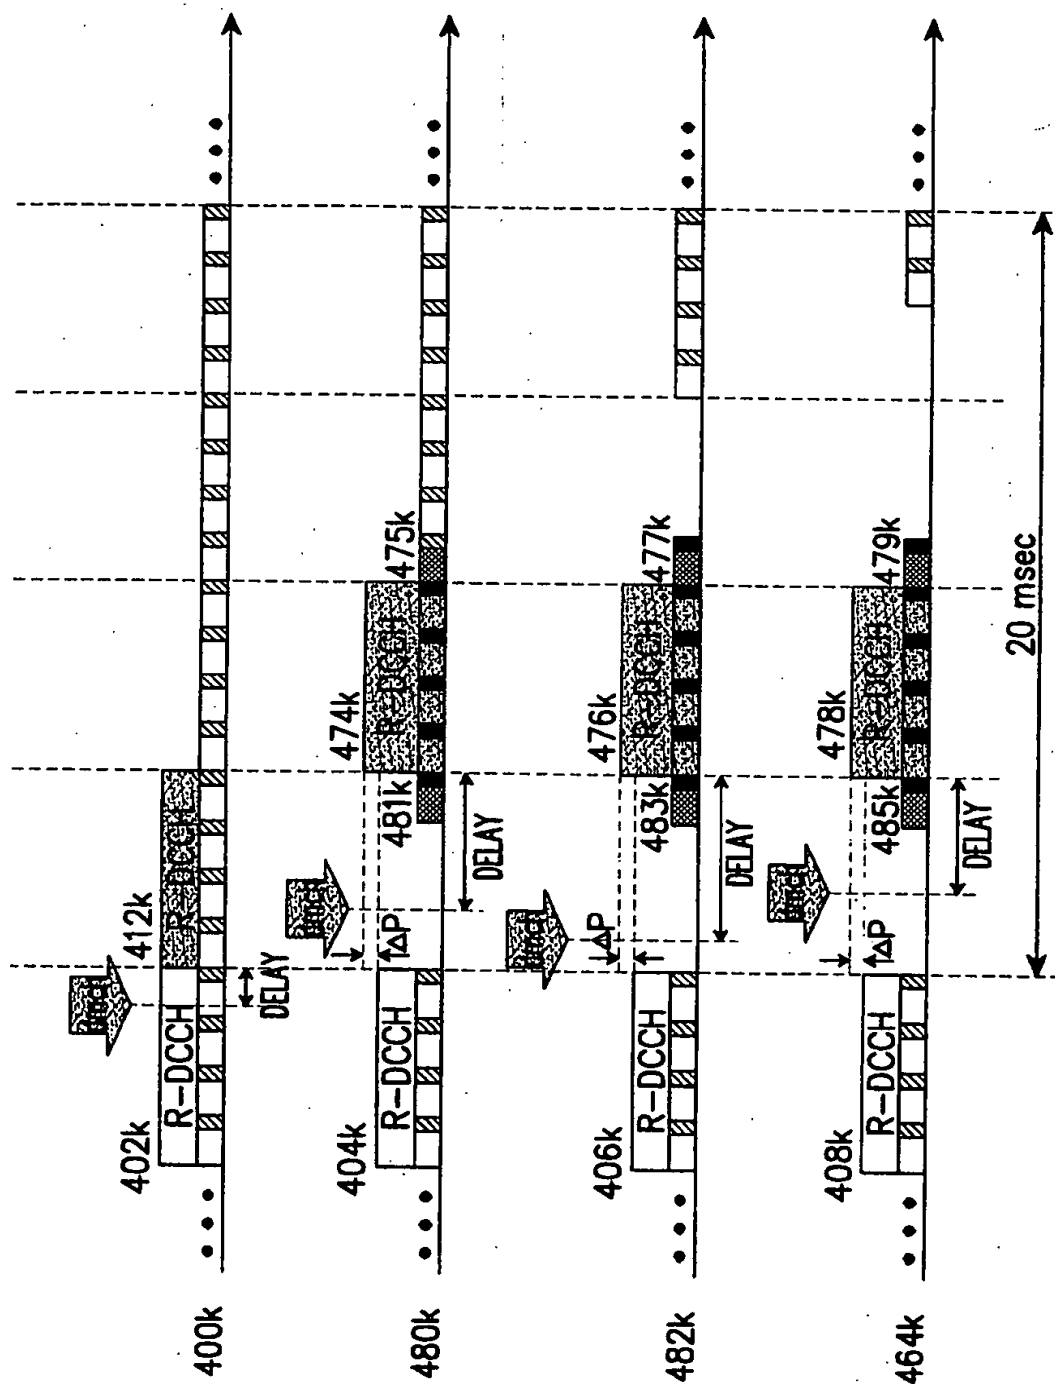 400k
402k
R-DCCH
412k
R-DCCH
DELAY
480k
404k
R-DCCH
ΔP
481k
DELAY
474k
R-DCCH
475k
482k
406k
R-DCCH
ΔP
483k
DELAY
476k
R-DCCH
477k
464k
408k
R-DCCH
ΔP
485k
DELAY
478k
R-DCCH
479k
20 msec